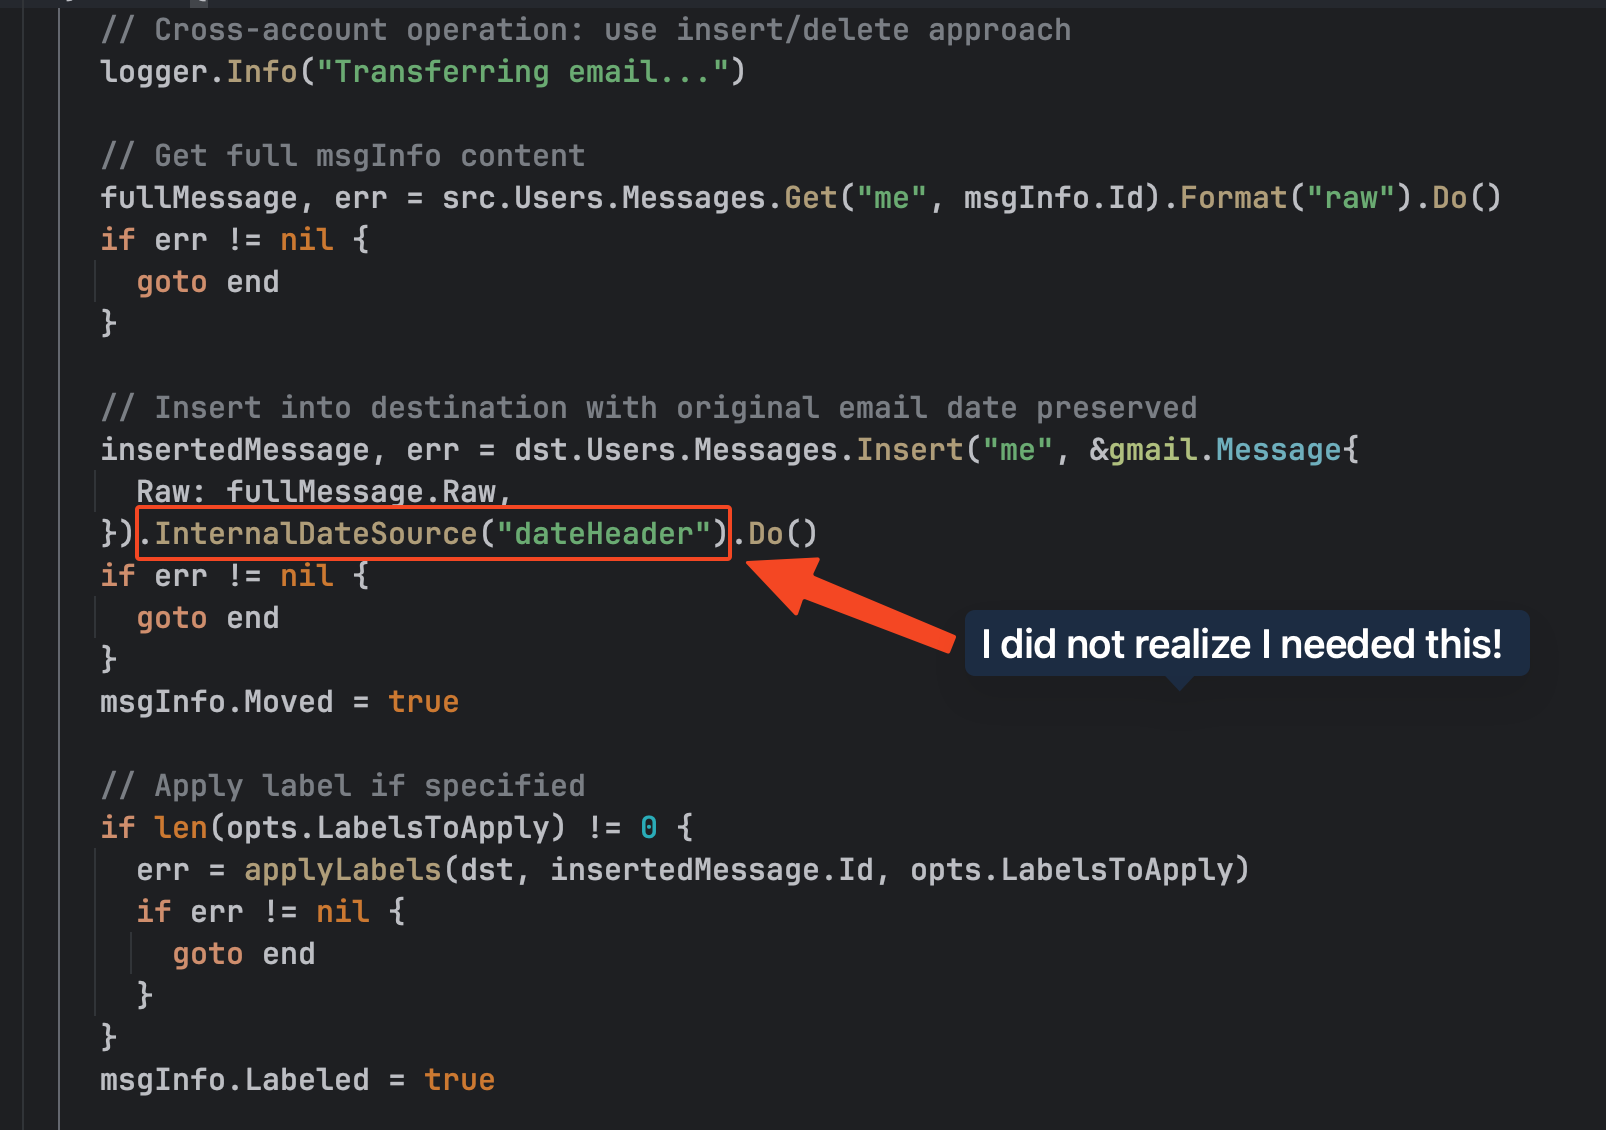 // Cross-account operation: use insert/delete approach
logger.Info("Transferring email...")
// Get full msgInfo content
fullMessage, err = src.Users.Messages.Get("me", msgInfo.Id).Format("raw").Do()
if err != nil {
goto end
}
// Insert into destination with original email date preserved
insertedMessage, err = dst.Users.Messages.Insert("me", &gmail.Message{
Raw: fullMessage.Raw,
}).InternalDateSource("dateHeader").Do()
if err != nil {
goto end
}
I did not realize I needed this!
msgInfo.Moved = true
// Apply label if specified
if len(opts.LabelsToApply) != 0 {
err = applyLabels(dst, insertedMessage.Id, opts.LabelsToApply)
if err != nil {
goto end
}
}
msgInfo.Labeled = true